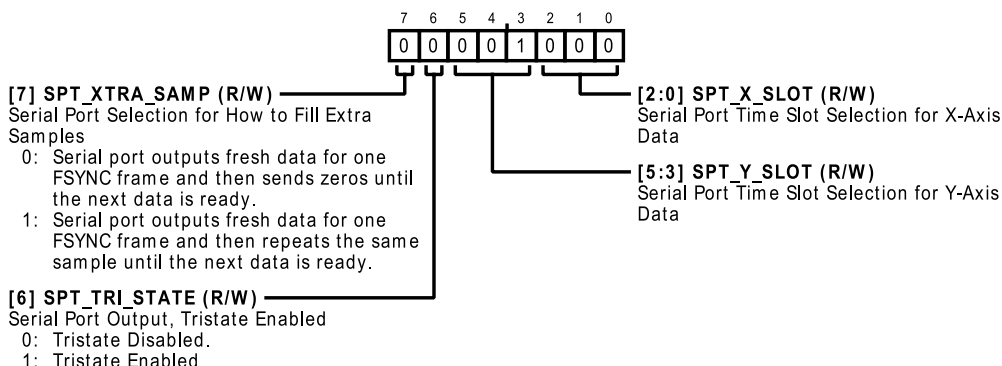 7 6 5 4 3 2 1 0
0 0 0 0 1 0 0 0
[7] SPT_XTRA_SAMP (R/W)
Serial Port Selection for How to Fill Extra
Samples
0: Serial port outputs fresh data for one
FSYNC frame and then sends zeros until
the next data is ready.
1: Serial port outputs fresh data for one
FSYNC frame and then repeats the same
sample until the next data is ready.
[6] SPT_TRI_STATE (R/W)
Serial Port Output, Tristate Enabled
0: Tristate Disabled.
1: Tristate Enabled
[2:0] SPT_X_SLOT (R/W)
Serial Port Time Slot Selection for X-Axis
Data
[5:3] SPT_Y_SLOT (R/W)
Serial Port Time Slot Selection for Y-Axis
Data